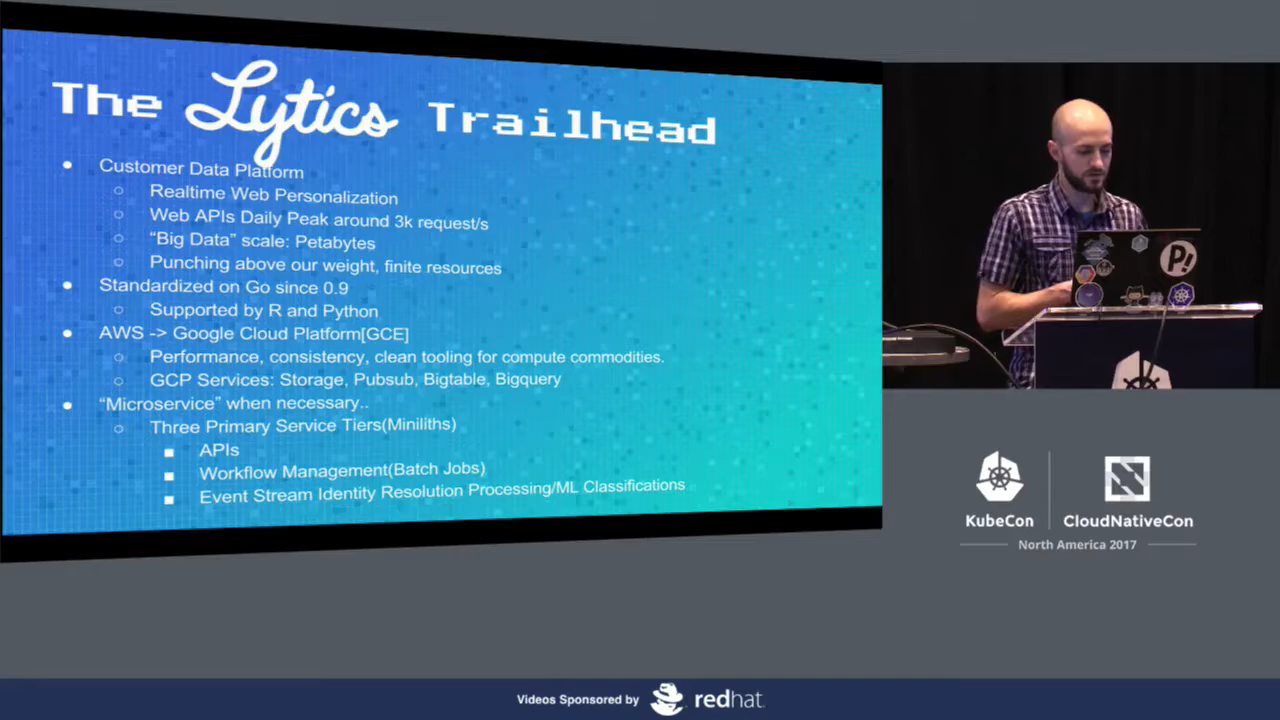 The Lytics Trailhead
Customer Data Platform
Realtime Web Personalization
Web APIs Daily Peak around 3k request/s
“Big Data” scale: Petabytes
Punching above our weight, finite resources
Standardized on Go since 0.9
Supported by R and Python
AWS -> Google Cloud Platform[GCE]
Performance, consistency, clean tooling for compute commodities.
GCP Services: Storage, Pubsub, Bigtable, Bigquery
“Microservice” when necessary..
Three Primary Service Tiers(Miniliths)
APIs
Workflow Management(Batch Jobs)
Event Stream Identity Resolution Processing/ML Classifications
P!
KubeCon
CloudNativeCon
North America 2017
Videos Sponsored by
redhat.